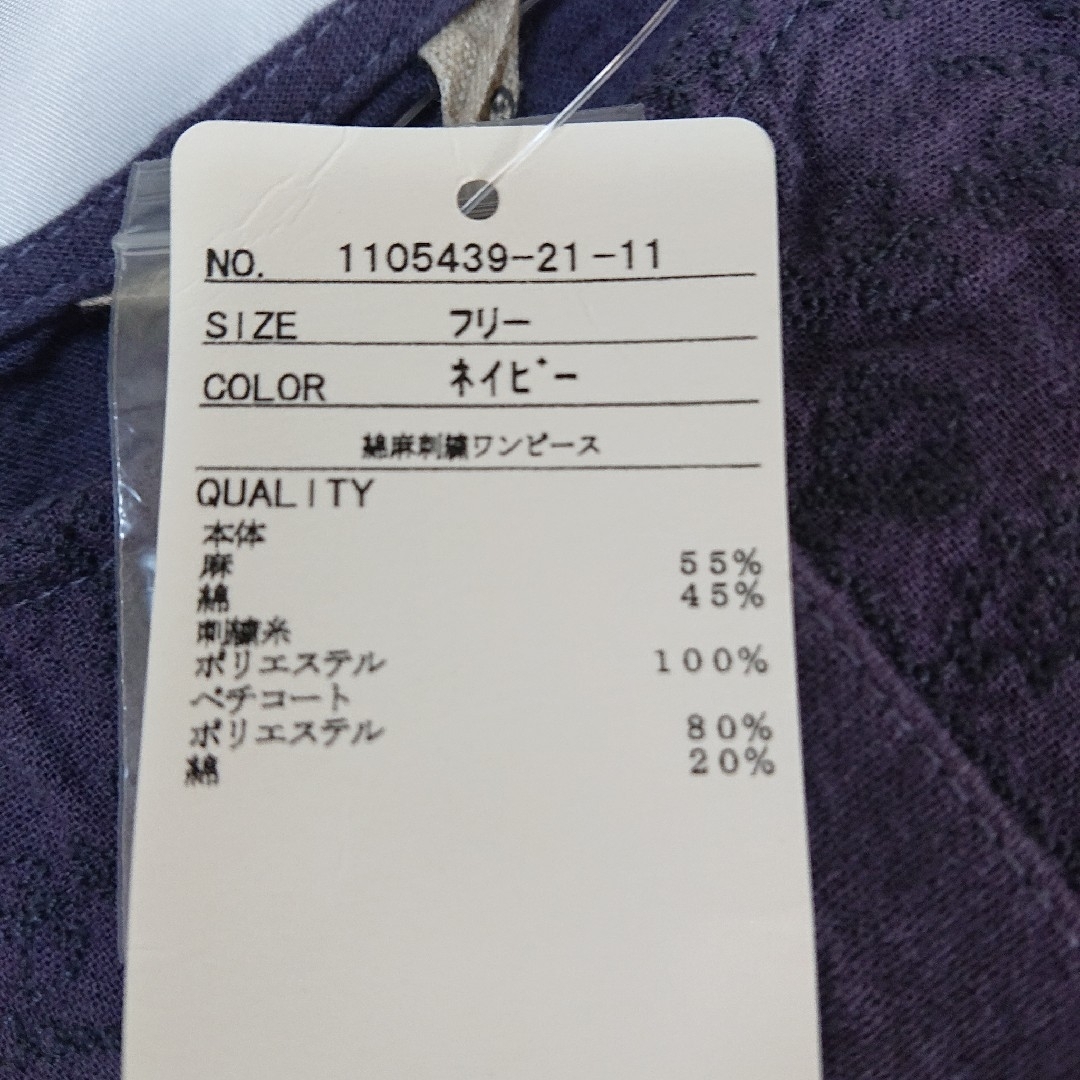 NO. 1105439-21-11
SIZE フリー
COLOR ネイビー
綿麻刺繍ワンピース
QUALITY
本体
麻 55%
綿 45%
刺繍糸
ポリエステル 100%
ペチコート
ポリエステル 80%
綿 20%